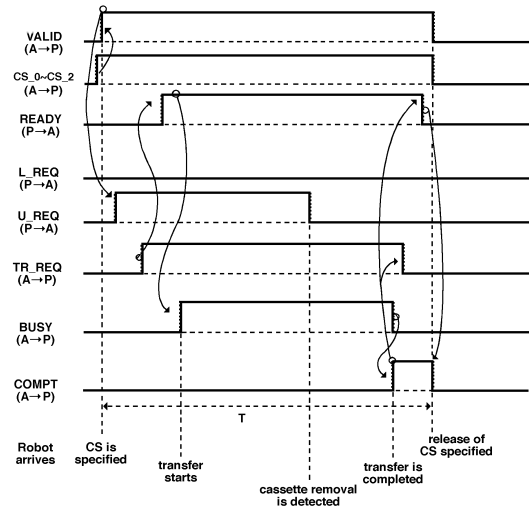 VALID
(A→P)
CS_0~CS_2
(A→P)
READY
(P→A)
L_REQ
(P→A)
U_REQ
(P→A)
TR_REQ
(A→P)
BUSY
(A→P)
COMPT
(A→P)
T
Robot
arrives
CS is
specified
transfer
starts
cassette removal
is detected
transfer is
completed
release of
CS specified